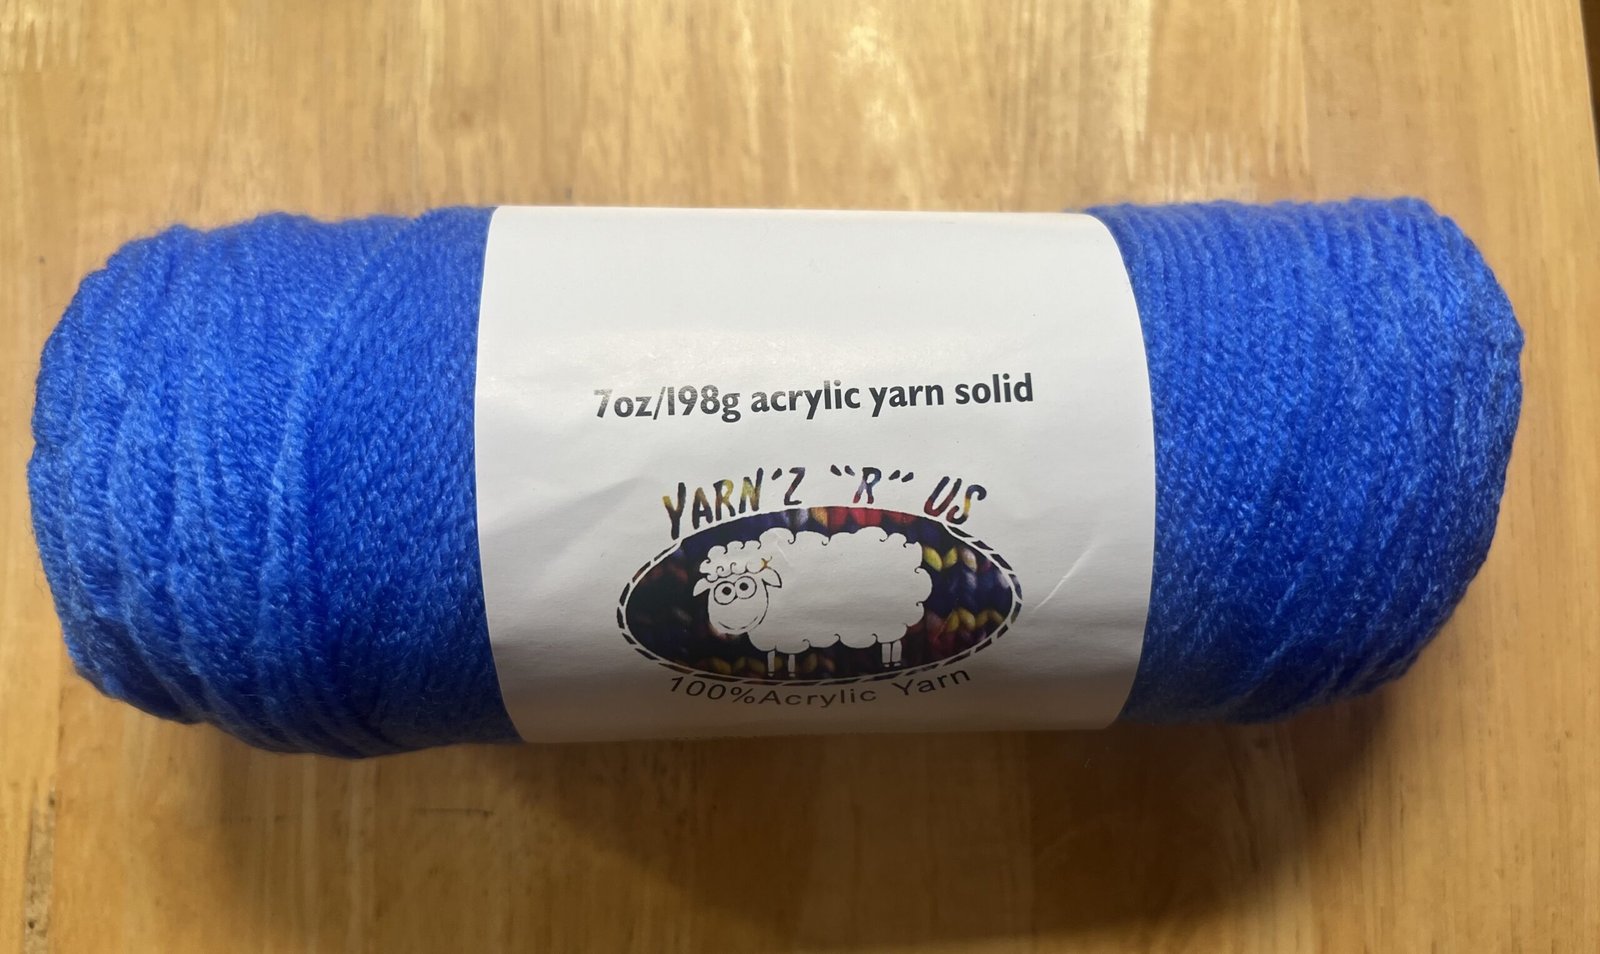 7oz/198g acrylic yarn solid
YARN'Z "R" US
100%Acrylic Yarn